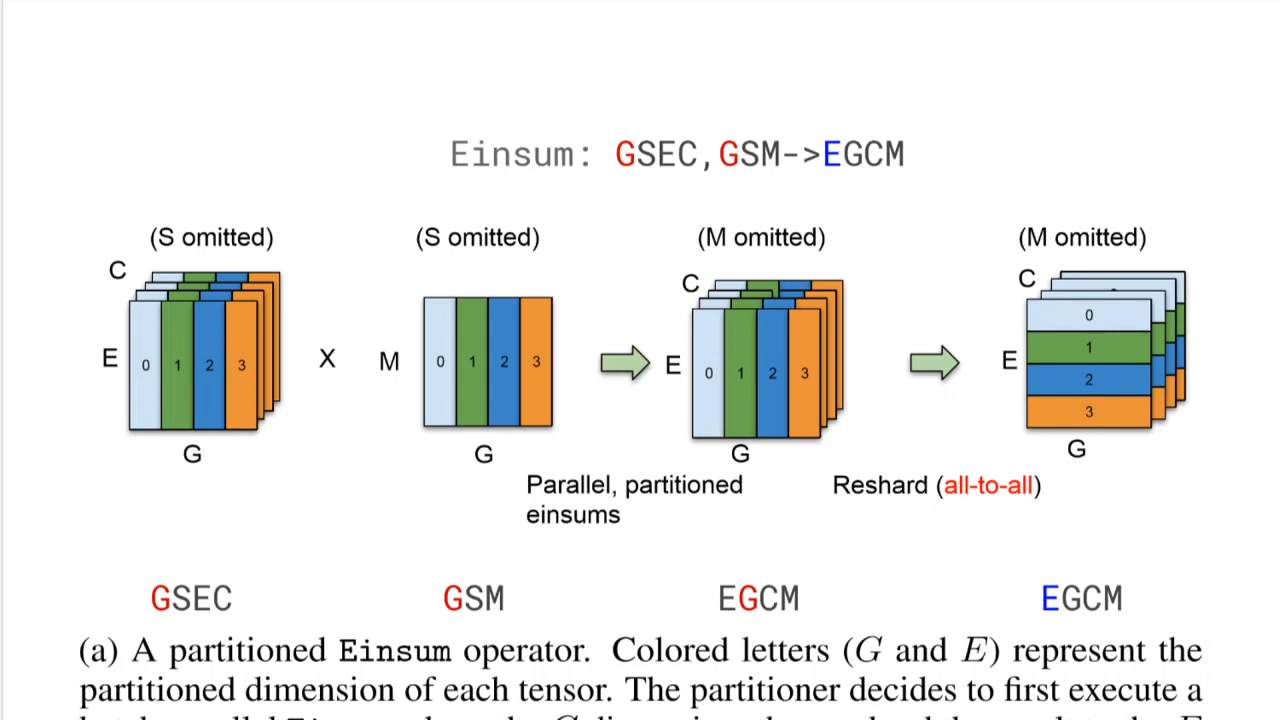 Einsum: GSEC,GSM->EGCM
(S omitted) (S omitted) (M omitted) (M omitted)
C C C
E 0 1 2 3 X M 0 1 2 3 E 0 1 2 3 E 0
1
2
3
G G G G
Parallel, partitioned Reshard (all-to-all)
einsums
GSEC GSM EGCM EGCM
(a) A partitioned Einsum operator. Colored letters (G and E) represent the
partitioned dimension of each tensor. The partitioner decides to first execute a